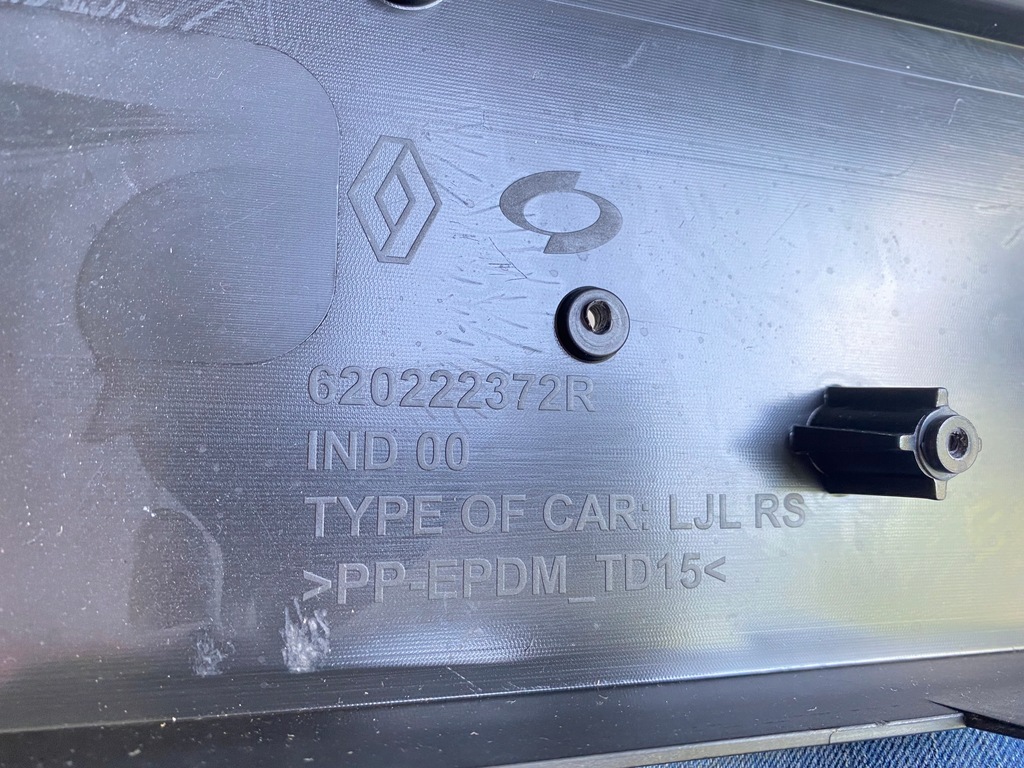 620222372R
IND 00
TYPE OF CAR: LJL RS
>PP-EPDM_TD15<